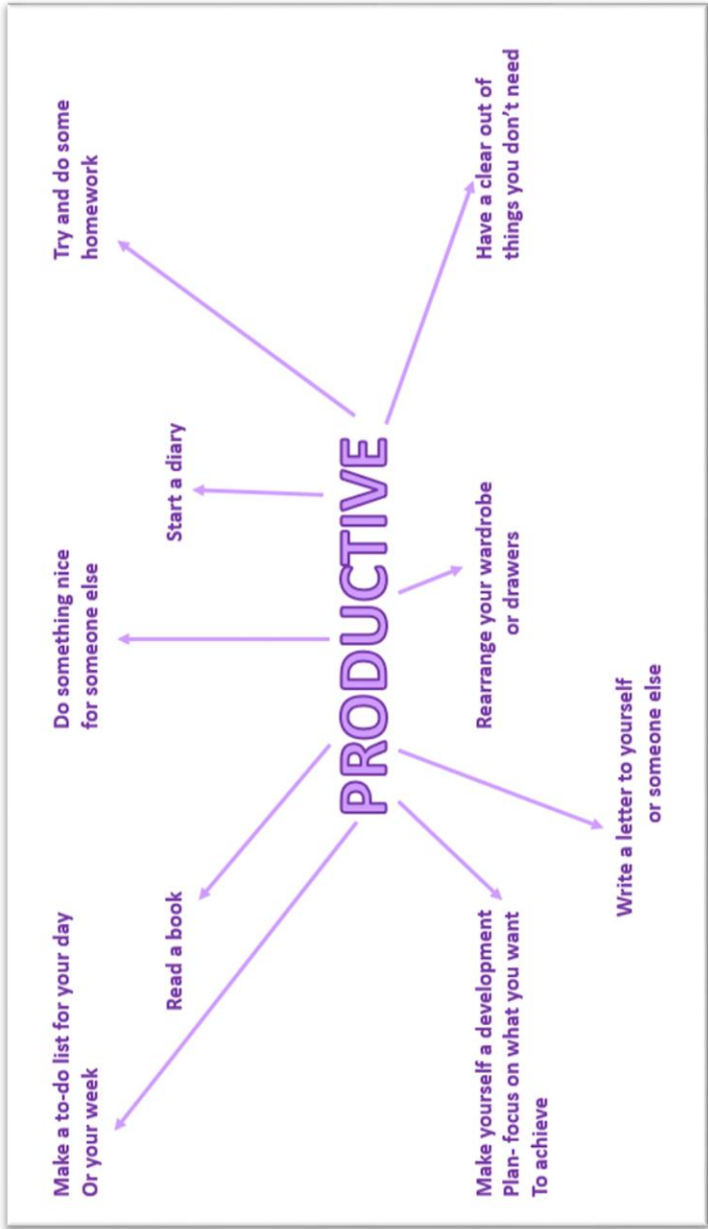 Make a to-do list for your day
Or your week
Do something nice
for someone else
Try and do some
homework
Read a book
Start a diary
PRODUCTIVE
Make yourself a development
Plan- focus on what you want
To achieve
Rearrange your wardrobe
or drawers
Have a clear out of
things you don’t need
Write a letter to yourself
or someone else